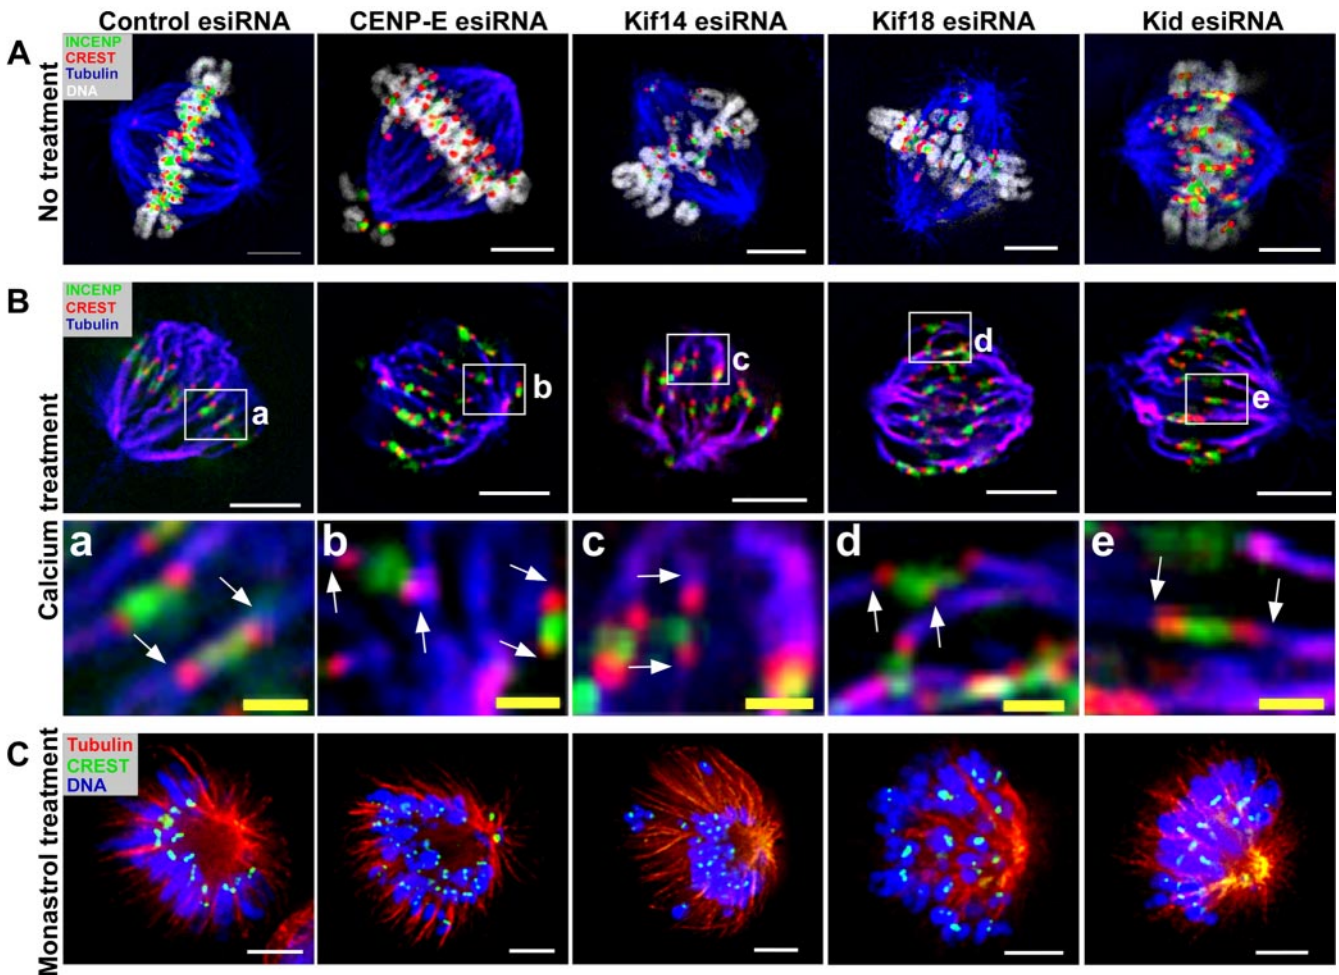 Control esiRNA CENP-E esiRNA Kif14 esiRNA Kif18 esiRNA Kid esiRNA
A
No treatment
INCENP
CREST
Tubulin
DNA
B
Calcium treatment
INCENP
CREST
Tubulin
a
b
c
d
e
a
b
c
d
e
C
Monastrol treatment
Tubulin
CREST
DNA